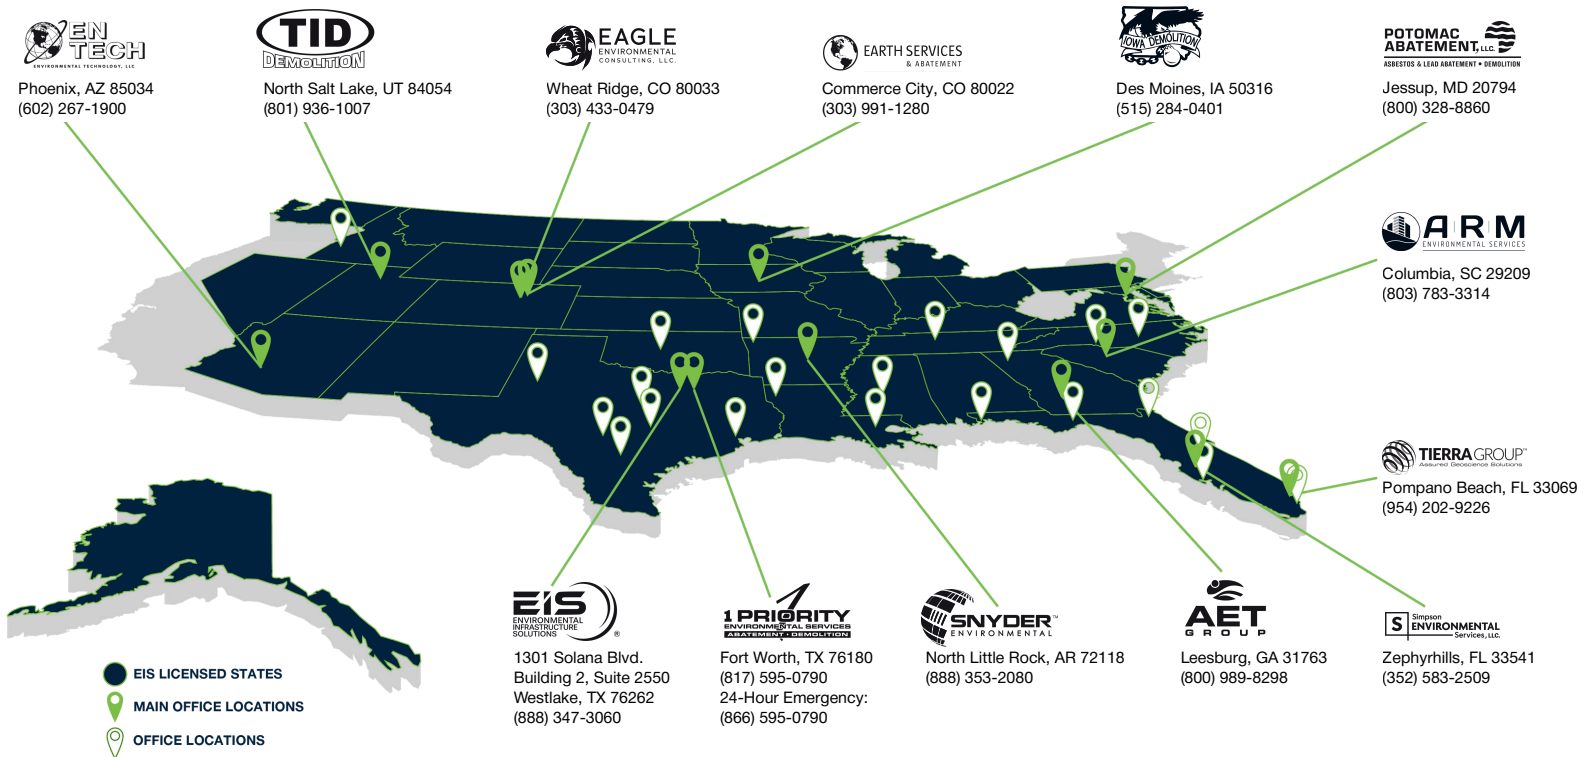 EN
TECH
ENVIRONMENTAL TECHNOLOGY, LLC
Phoenix, AZ 85034
(602) 267-1900
TID
DEMOLITION
North Salt Lake, UT 84054
(801) 936-1007
EAGLE
ENVIRONMENTAL
CONSULTING, LLC.
Wheat Ridge, CO 80033
(303) 433-0479
EARTH SERVICES
& ABATEMENT
Commerce City, CO 80022
(303) 991-1280
IOWA DEMOLITION
Des Moines, IA 50316
(515) 284-0401
POTOMAC
ABATEMENT, LLC.
ASBESTOS & LEAD ABATEMENT • DEMOLITION
Jessup, MD 20794
(800) 328-8860
A R M
ENVIRONMENTAL SERVICES
Columbia, SC 29209
(803) 783-3314
TIERRA GROUP™
Assured Geoscience Solutions
Pompano Beach, FL 33069
(954) 202-9226
EIS
ENVIRONMENTAL
INFRASTRUCTURE
SOLUTIONS ®
1301 Solana Blvd.
Building 2, Suite 2550
Westlake, TX 76262
(888) 347-3060
1 PRIORITY
ENVIRONMENTAL SERVICES
ABATEMENT · DEMOLITION
Fort Worth, TX 76180
(817) 595-0790
24-Hour Emergency:
(866) 595-0790
SNYDER™
ENVIRONMENTAL
North Little Rock, AR 72118
(888) 353-2080
AET
GROUP
Leesburg, GA 31763
(800) 989-8298
S
Simpson
ENVIRONMENTAL
Services, LLC.
Zephyrhills, FL 33541
(352) 583-2509
EIS LICENSED STATES
MAIN OFFICE LOCATIONS
OFFICE LOCATIONS